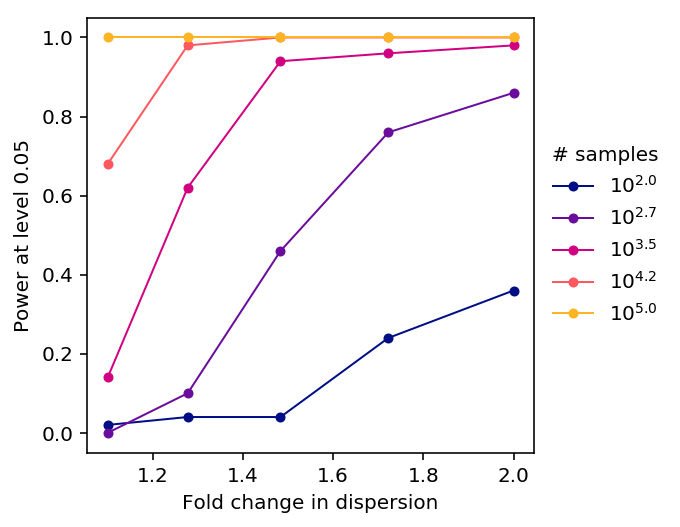 1.0
0.8
0.6
0.4
0.2
0.0
Power at level 0.05
1.2 1.4 1.6 1.8 2.0
Fold change in dispersion
# samples
10^2.0
10^2.7
10^3.5
10^4.2
10^5.0